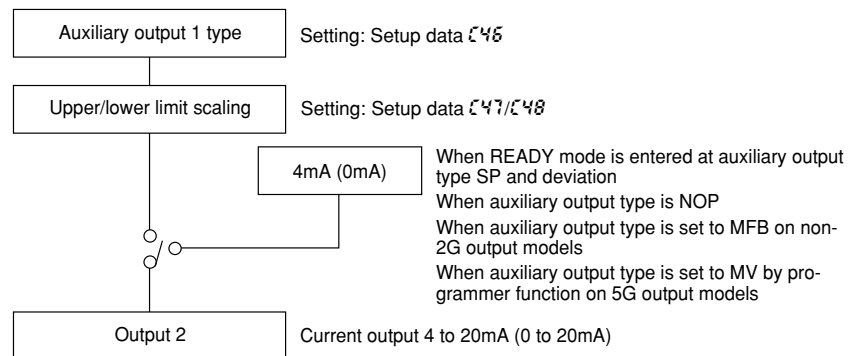 Auxiliary output 1 type
Setting: Setup data C46
Upper/lower limit scaling
Setting: Setup data C47/C48
4mA (0mA)
When READY mode is entered at auxiliary output
type SP and deviation
When auxiliary output type is NOP
When auxiliary output type is set to MFB on non-
2G output models
When auxiliary output type is set to MV by pro-
grammer function on 5G output models
Output 2
Current output 4 to 20mA (0 to 20mA)